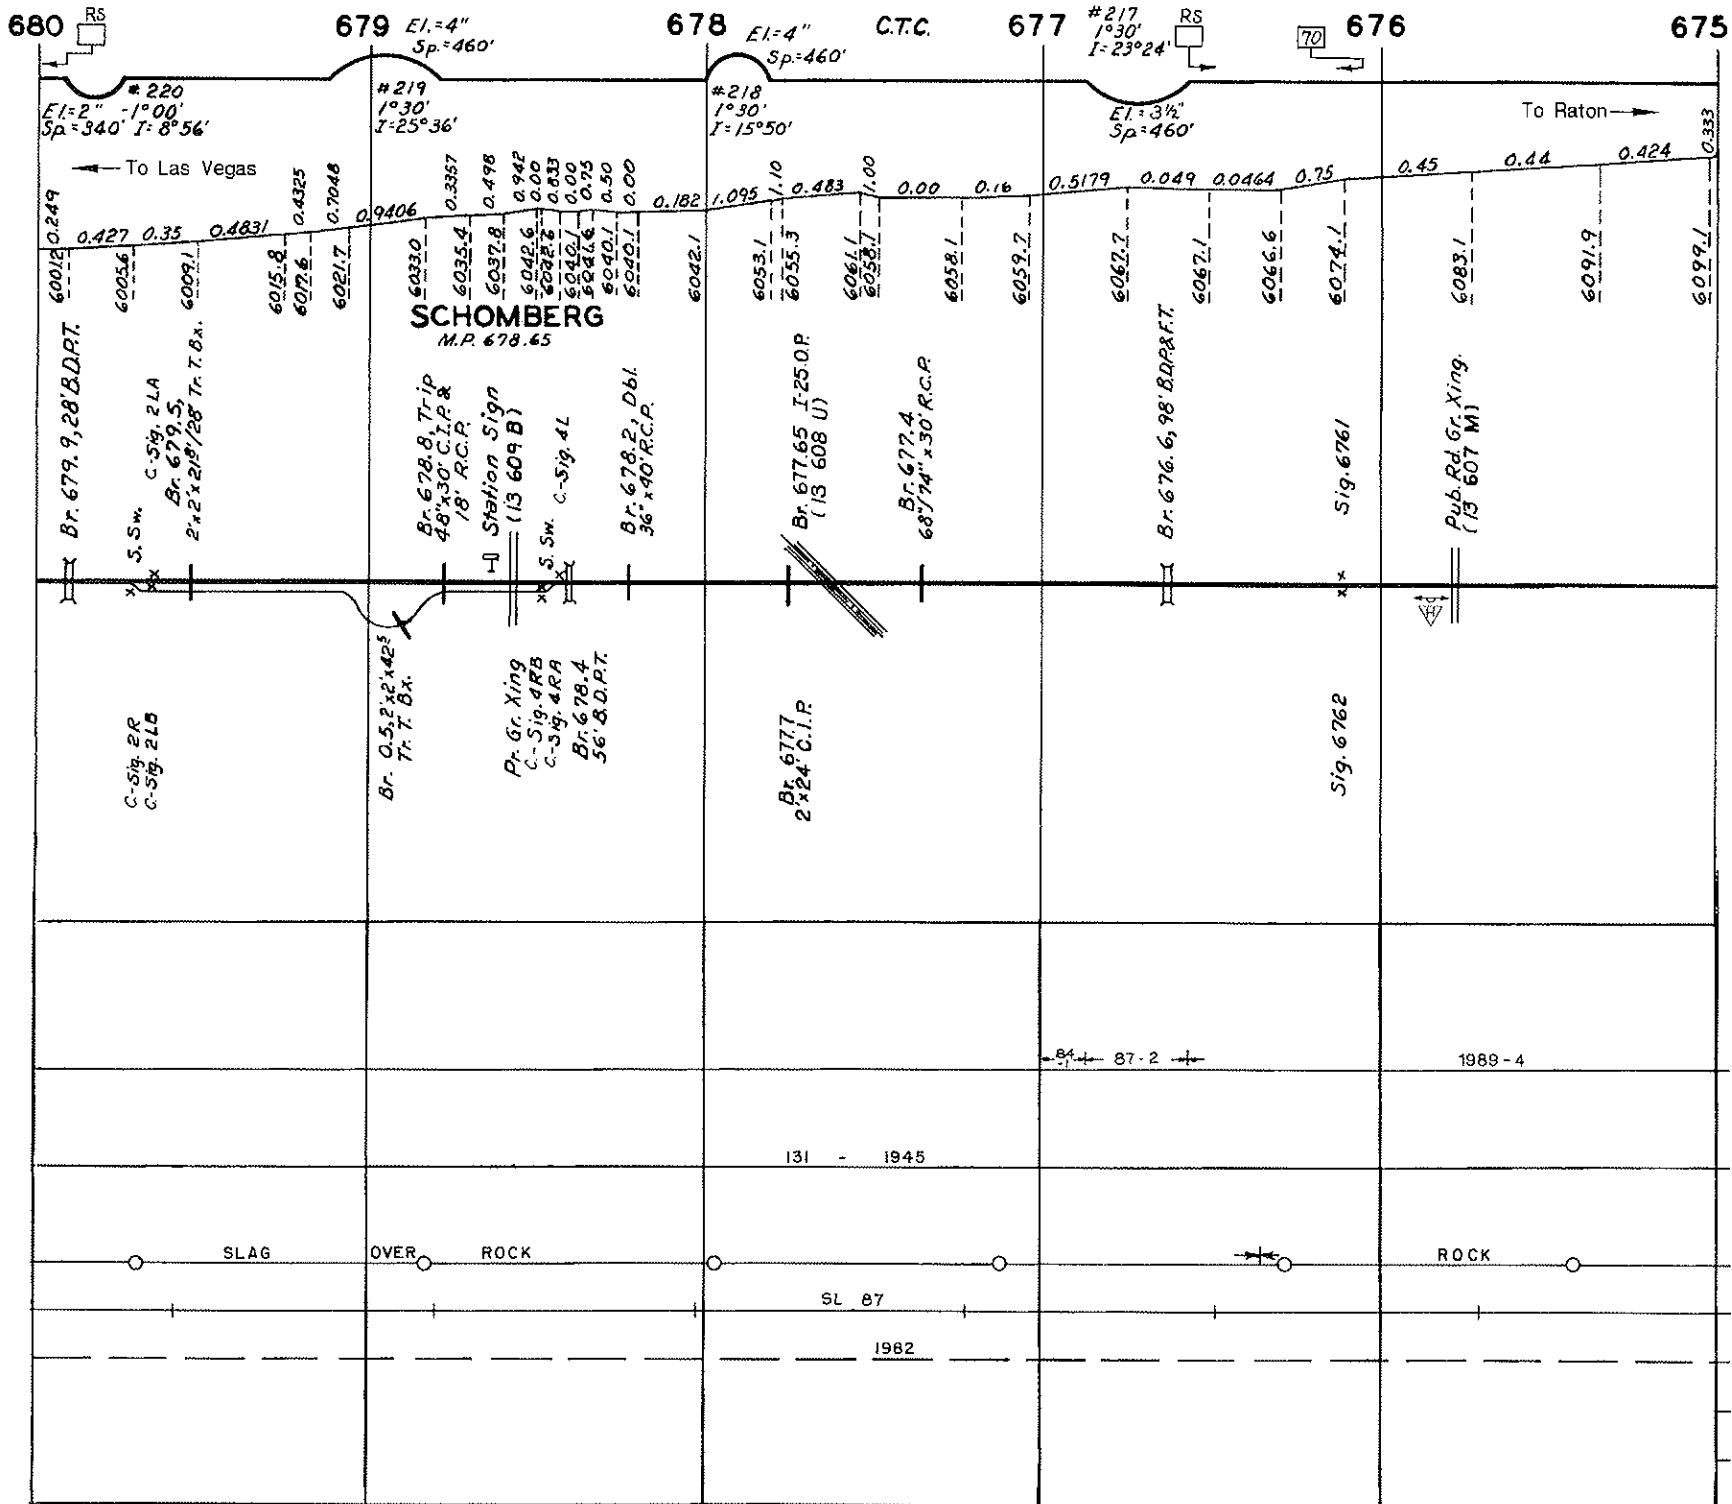 680
RS
679
El.=4"
Sp.=460'
678
El.=4"
Sp.=460'
C.T.C.
677
#217
1°30'
I=23°24'
RS
70
676
675
#220
El.=2" -1°00'
Sp.=340' I=8°56'
#219
1°30'
I=25°36'
#218
1°30'
I=15°50'
El.=3½"
Sp.=460'
To Raton
To Las Vegas
0.249
0.427
0.35
0.4831
0.4325
0.7048
0.9406
0.3357
0.498
0.942
0.00
0.833
0.00
0.75
0.50
0.00
0.182
1.095
1.10
0.483
1.00
0.00
0.16
0.5179
0.049
0.0464
0.75
0.45
0.44
0.424
0.333
6001.2
6005.6
6009.1
6015.8
6017.6
6021.7
6033.0
6035.4
6037.8
6042.6
6042.6
6040.1
6041.6
6040.1
6040.1
6042.1
6053.1
6055.3
6061.1
6058.1
6058.1
6059.7
6067.7
6067.1
6066.6
6074.1
6083.1
6091.9
6099.1
SCHOMBERG
M.P. 678.65
Br. 679.9, 28' B.D.P.T.
S. Sw.
C-Sig. 2LA
Br. 679.5,
2'x2'x21⁸'/28' Tr. T. Bx.
Br. 678.8, Trip
48"x30' C.I.P. &
18' R.C.P.
Station Sign
(13 609 B)
S. Sw.
C.-Sig. 4L
Br. 678.2, Dbl.
36" x40' R.C.P.
Br. 677.65 I-25 O.P.
(13 608 U)
Br. 677.4
68"/74" x30' R.C.P.
Br. 676.6, 98' B.D.P.&F.T.
Sig. 6761
Pub. Rd. Gr. Xing.
(13 607 M)
H
C-Sig. 2R
C-Sig. 2LB
Br. 0.5, 2'x2'x42⁵
Tr. T. Bx.
Pr. Gr. Xing
C.-Sig. 4RB
C-Sig. 4RA
Br. 678.4
56' B.D.P.T.
Br. 677.7
2'x24' C.I.P.
Sig. 6762
84
87-2
1989-4
131 - 1945
SLAG OVER ROCK
ROCK
SL 87
1982